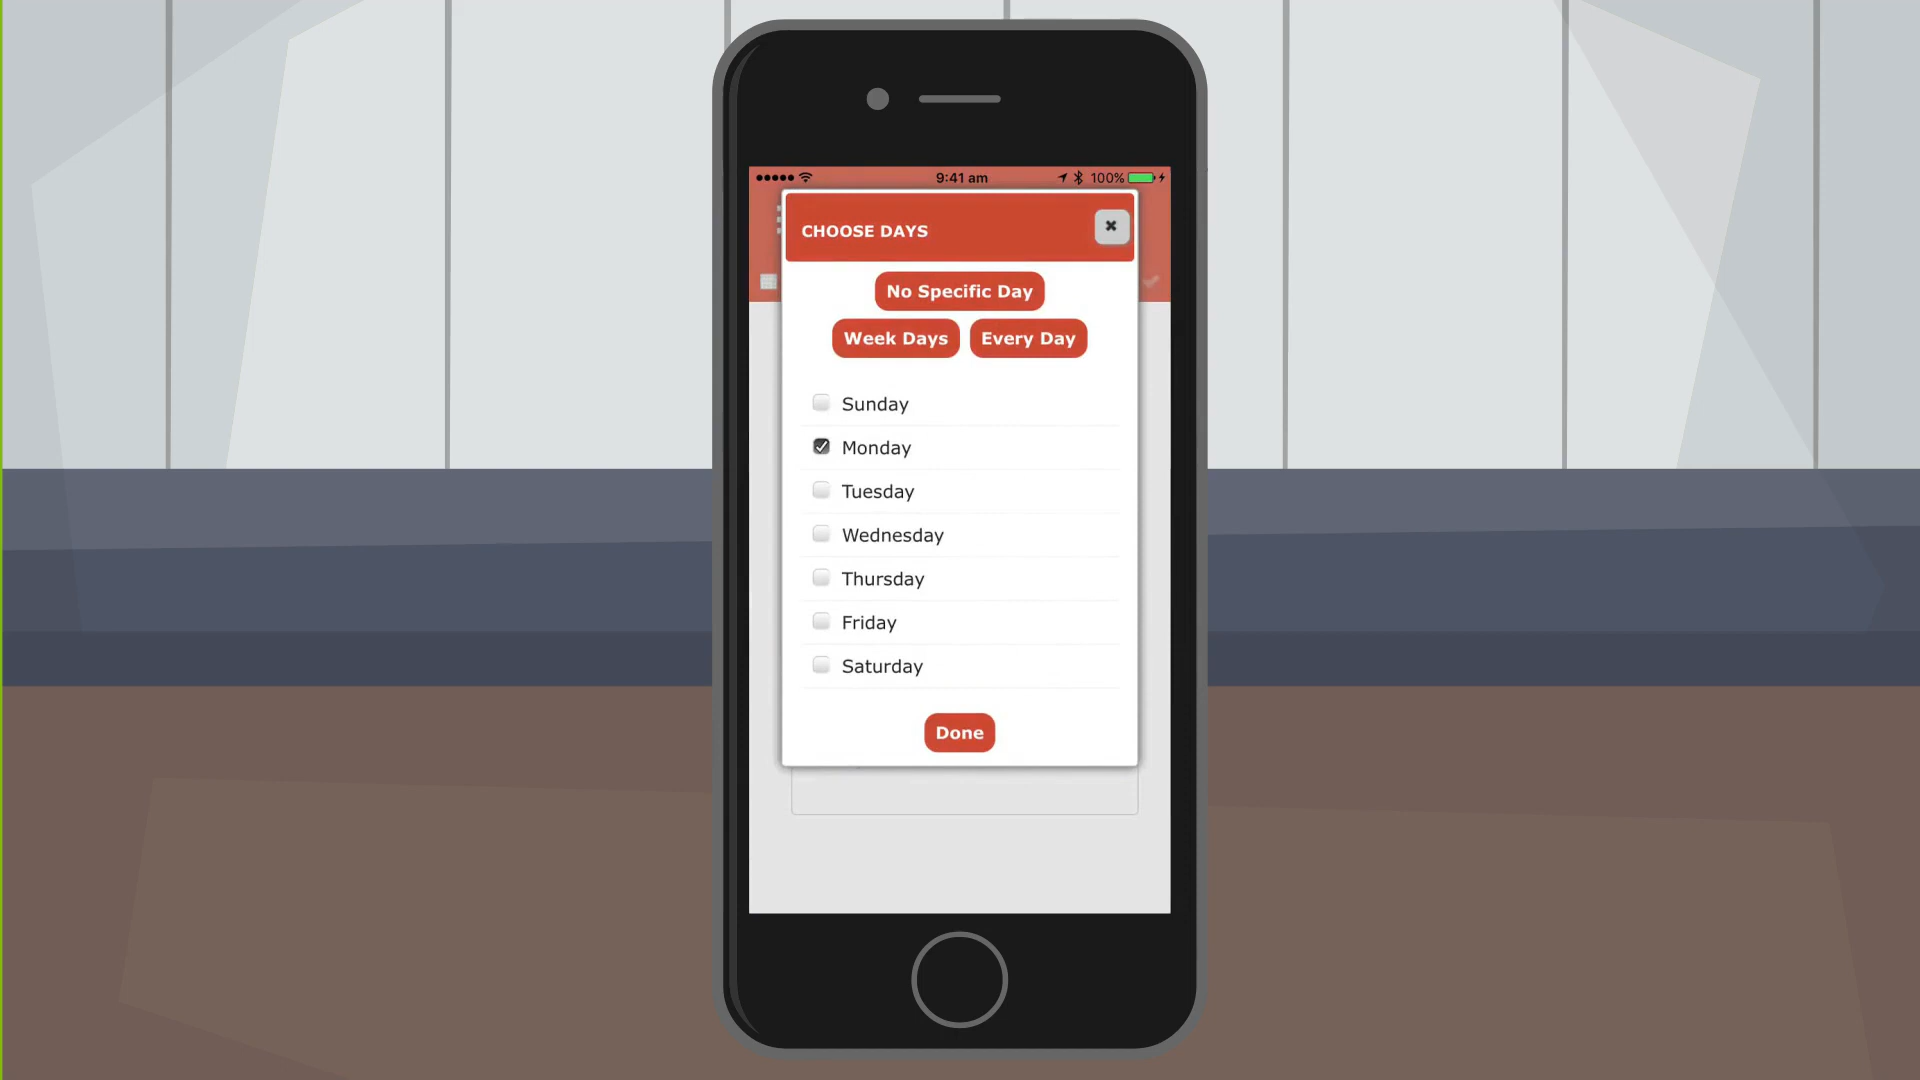 9:41 am
100%
CHOOSE DAYS
No Specific Day
Week Days
Every Day
Sunday
Monday
Tuesday
Wednesday
Thursday
Friday
Saturday
Done